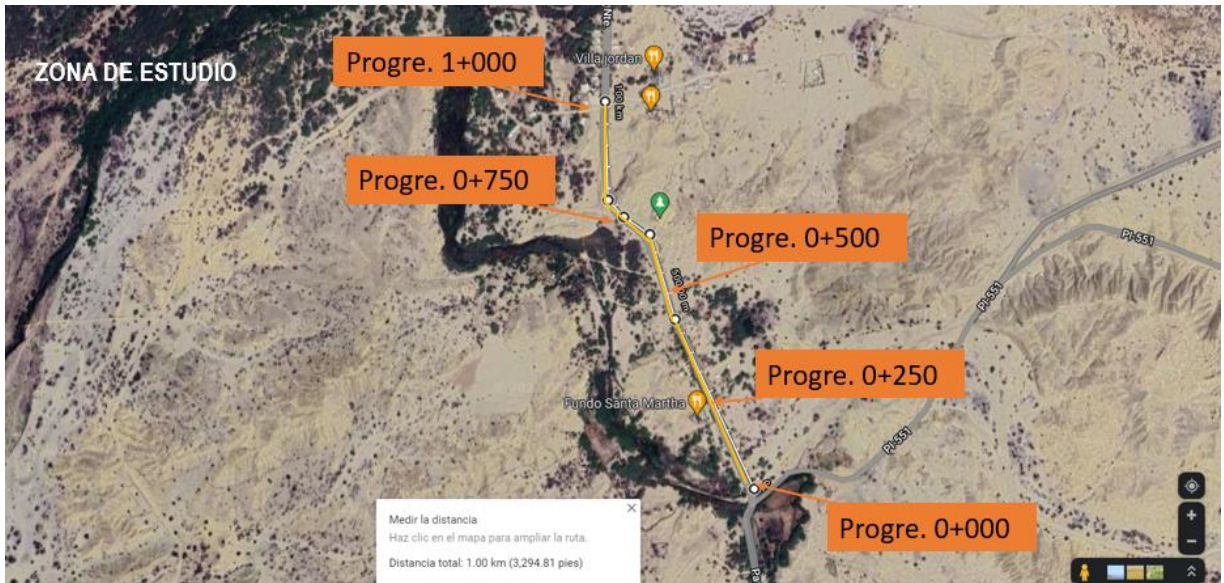 Nte
Villa jordan
Progre. 1+000
ZONA DE ESTUDIO
1.00 km
Progre. 0+750
Progre. 0+500
PI-551
PI-551
Progre. 0+250
Fundo Santa Martha
PI-551
Progre. 0+000
Medir la distancia
Haz clic en el mapa para ampliar la ruta.
Distancia total: 1.00 km (3,294.81 pies)